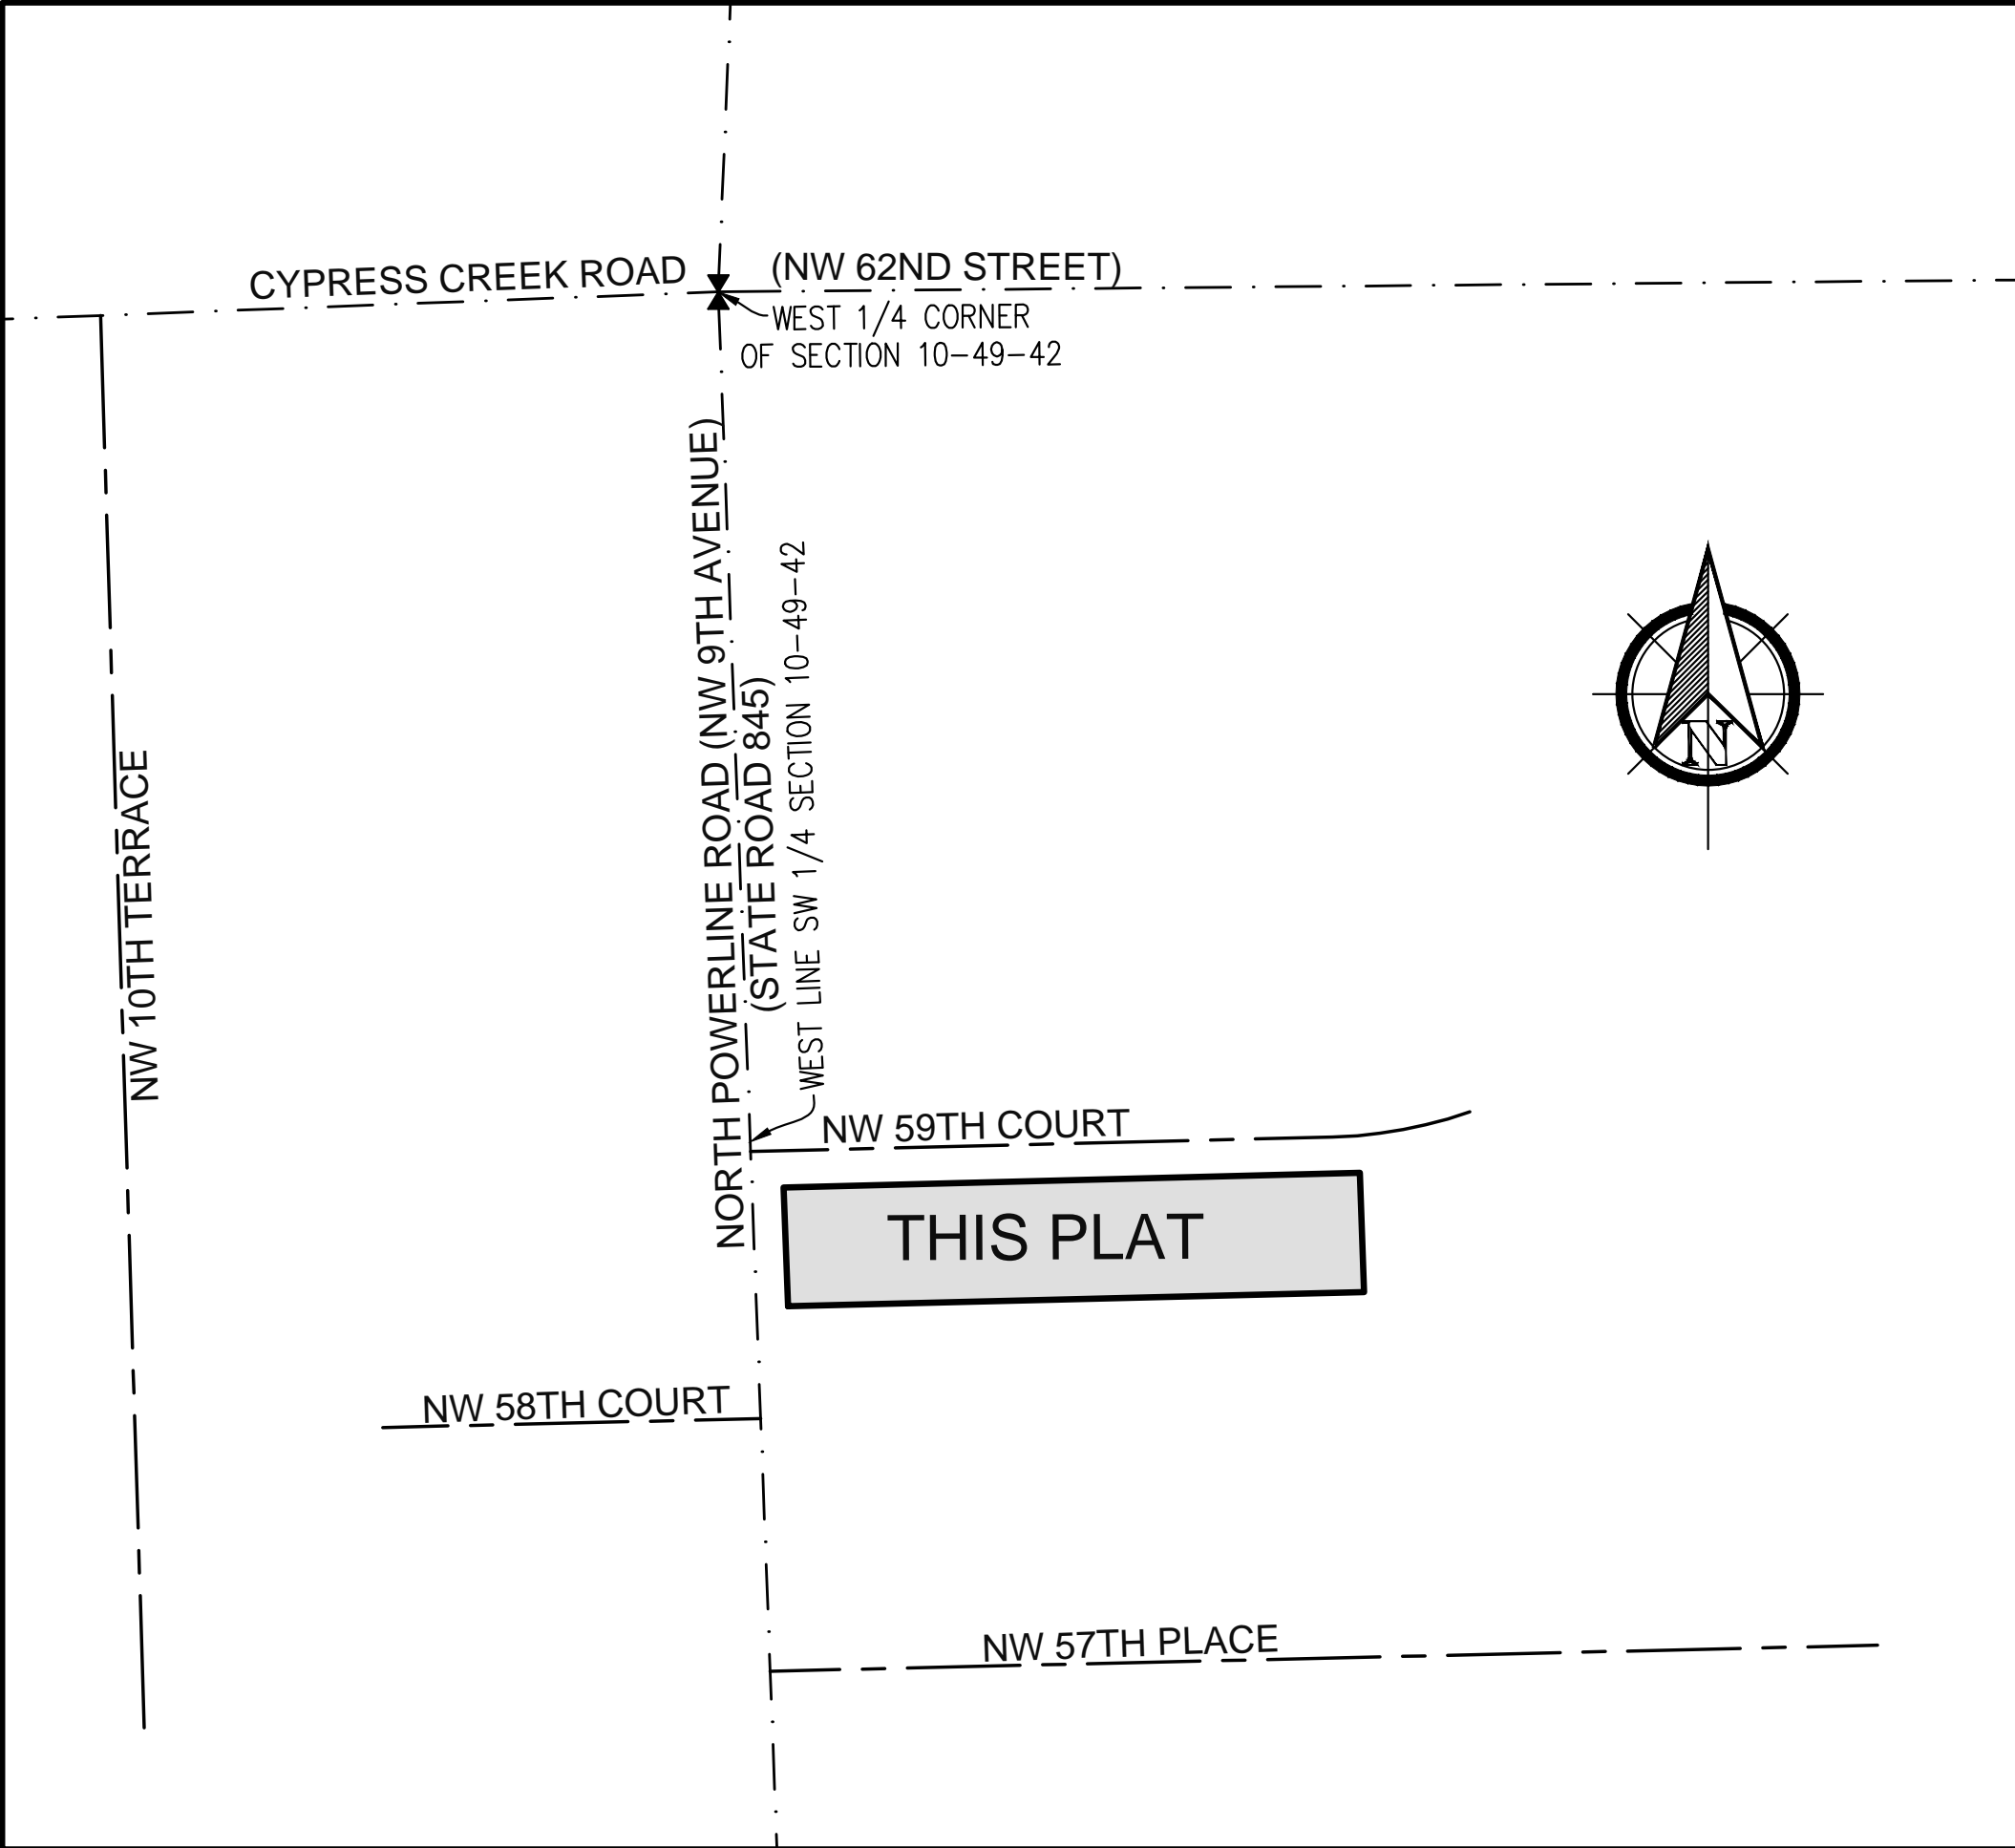 CYPRESS CREEK ROAD
(NW 62ND STREET)
WEST 1/4 CORNER
OF SECTION 10-49-42
NORTH POWERLINE ROAD (NW 9TH AVENUE)
(STATE ROAD 845)
WEST LINE SW 1/4 SECTION 10-49-42
NW 10TH TERRACE
N
NW 59TH COURT
THIS PLAT
NW 58TH COURT
NW 57TH PLACE